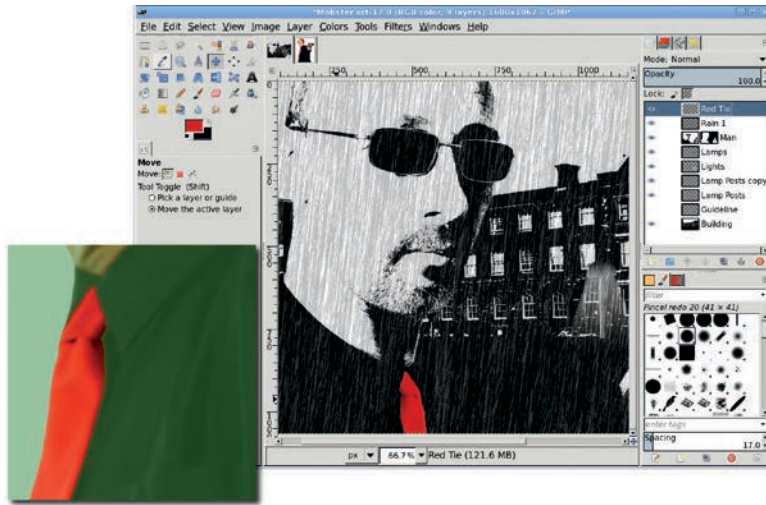 *Mobster.xcf-17.0 (RGB color, 9 layers) 1600x1067 – GIMP
File Edit Select View Image Layer Colors Tools Filters Windows Help
250 500 750 1000
Mode: Normal
Opacity
100.0
Lock:
Red Tie
Rain 1
Man
Lamps
Lights
Lamp Posts copy
Lamp Posts
Guideline
Building
Move
Move:
Tool Toggle (Shift)
Pick a layer or guide
Move the active layer
filter
Pincel redo 20 (41 × 41)
enter tags
Spacing
17.0
px 66.7% Red Tie (121.6 MB)